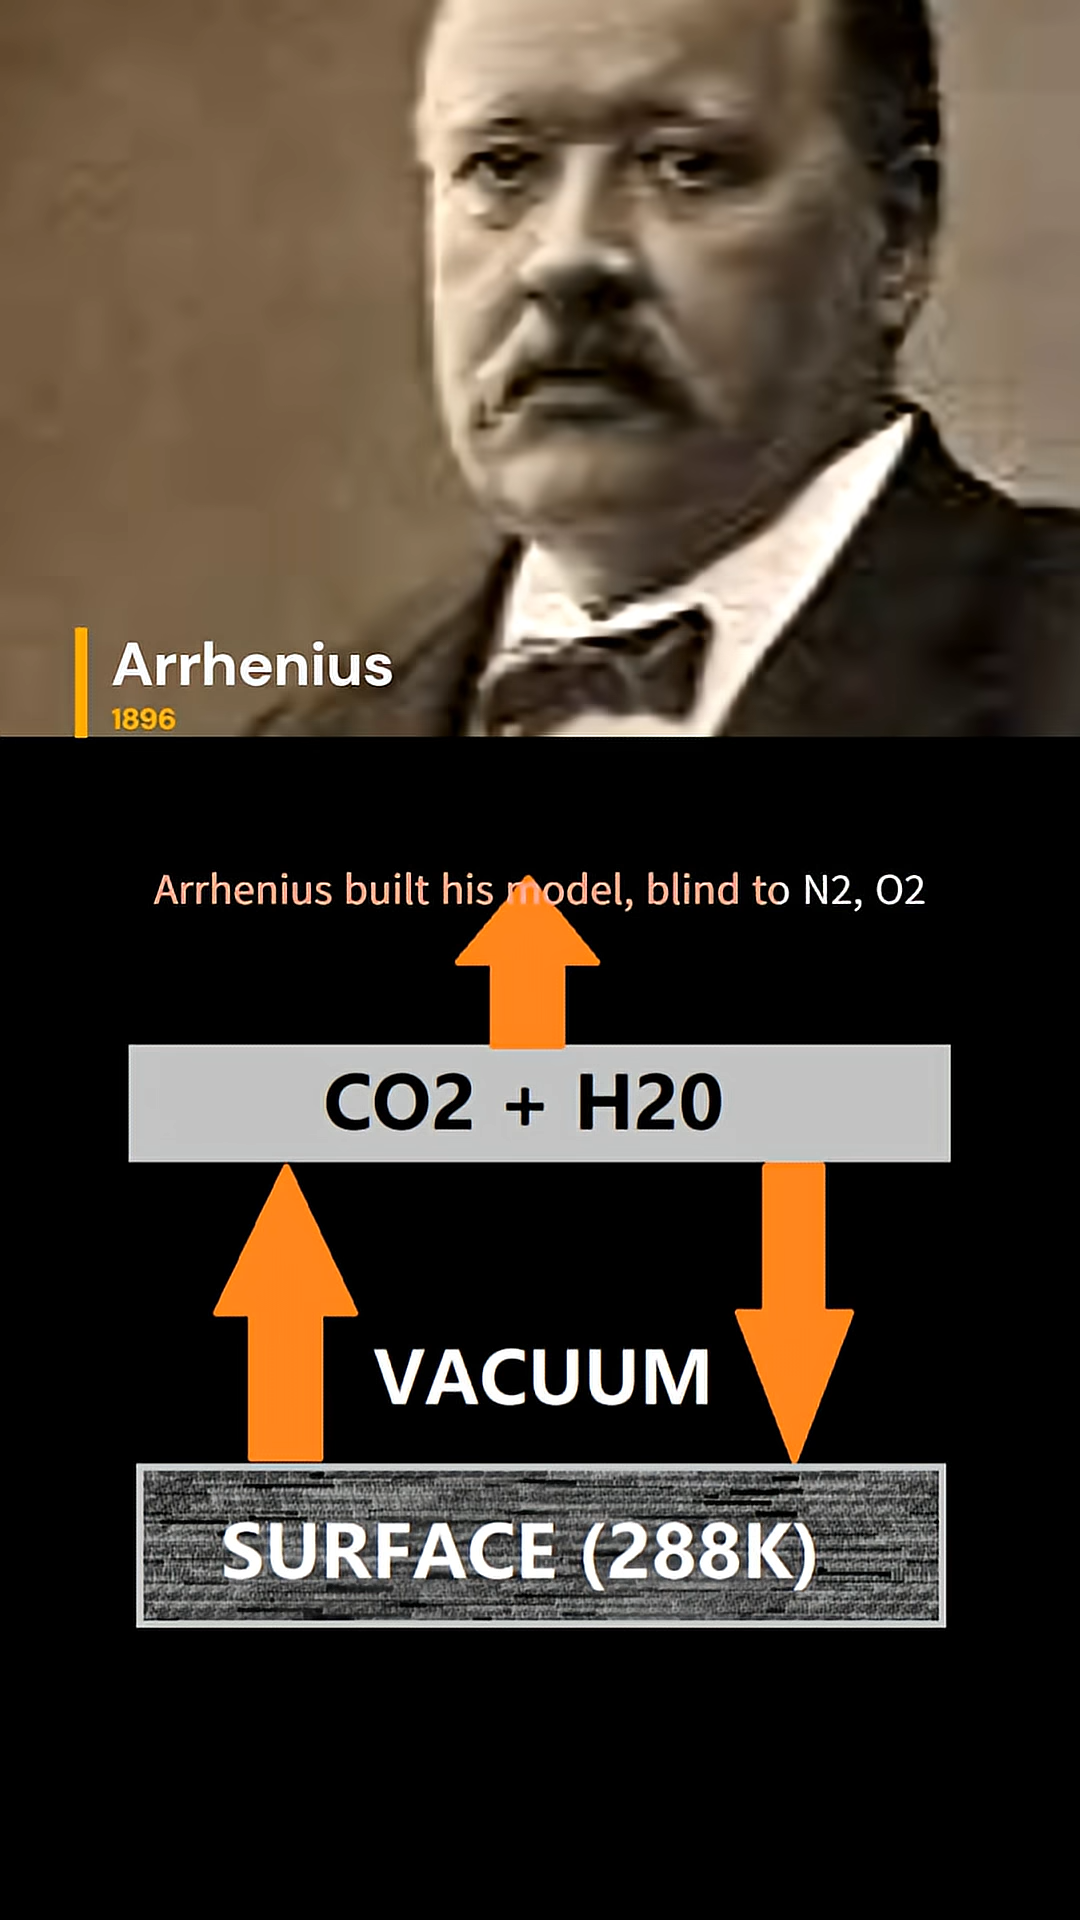 Arrhenius
1896
Arrhenius built his model, blind to N2, O2
CO2 + H20
VACUUM
SURFACE (288K)